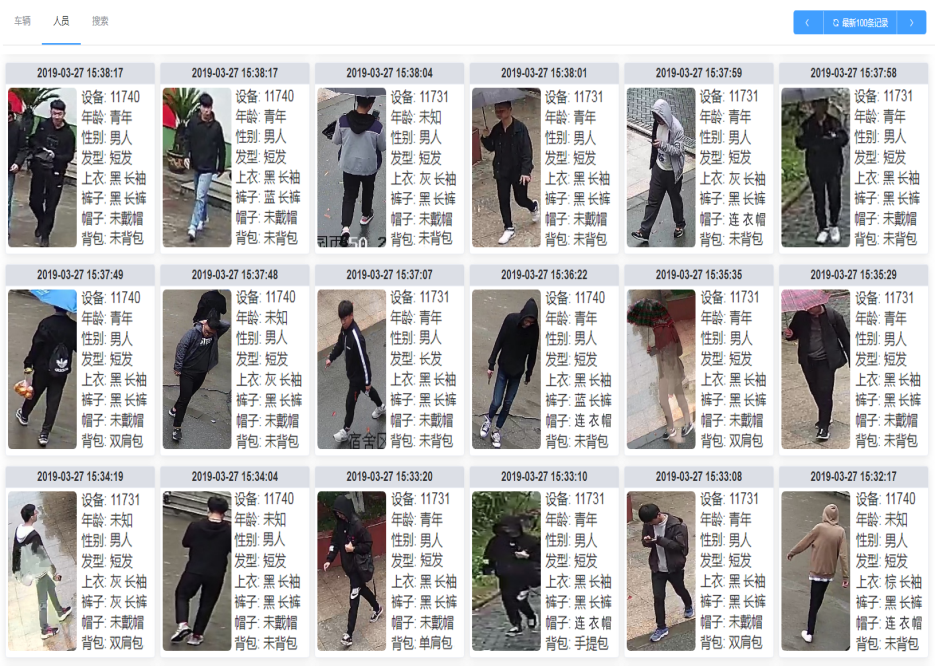 车辆
人员
搜索
最新100条记录
2019-03-27 15:38:17
设备: 11740
年龄: 青年
性别: 男人
发型: 短发
上衣: 黑 长袖
裤子: 黑 长裤
帽子: 未戴帽
背包: 未背包
2019-03-27 15:38:17
设备: 11740
年龄: 青年
性别: 男人
发型: 短发
上衣: 黑 长袖
裤子: 蓝 长裤
帽子: 未戴帽
背包: 未背包
2019-03-27 15:38:04
设备: 11731
年龄: 未知
性别: 男人
发型: 短发
上衣: 灰 长袖
裤子: 黑 长裤
帽子: 未戴帽
背包: 未背包
2019-03-27 15:38:01
设备: 11731
年龄: 青年
性别: 男人
发型: 短发
上衣: 黑 长袖
裤子: 黑 长裤
帽子: 未戴帽
背包: 未背包
2019-03-27 15:37:59
设备: 11731
年龄: 青年
性别: 男人
发型: 短发
上衣: 灰 长袖
裤子: 黑 长裤
帽子: 连 衣 帽
背包: 未背包
2019-03-27 15:37:58
设备: 11731
年龄: 青年
性别: 男人
发型: 短发
上衣: 黑 长袖
裤子: 黑 长裤
帽子: 未戴帽
背包: 未背包
2019-03-27 15:37:49
设备: 11740
年龄: 青年
性别: 男人
发型: 短发
上衣: 黑 长袖
裤子: 黑 长裤
帽子: 未戴帽
背包: 双肩包
2019-03-27 15:37:48
设备: 11740
年龄: 未知
性别: 男人
发型: 短发
上衣: 灰 长袖
裤子: 黑 长裤
帽子: 未戴帽
背包: 未背包
2019-03-27 15:37:07
设备: 11731
年龄: 青年
性别: 男人
发型: 长发
上衣: 黑 长袖
裤子: 黑 长裤
帽子: 未戴帽
背包: 未背包
宿舍区
2019-03-27 15:36:22
设备: 11740
年龄: 青年
性别: 男人
发型: 短发
上衣: 黑 长袖
裤子: 蓝 长裤
帽子: 连 衣 帽
背包: 未背包
2019-03-27 15:35:35
设备: 11731
年龄: 青年
性别: 男人
发型: 短发
上衣: 黑 长袖
裤子: 黑 长裤
帽子: 未戴帽
背包: 双肩包
2019-03-27 15:35:29
设备: 11731
年龄: 青年
性别: 男人
发型: 短发
上衣: 黑 长袖
裤子: 黑 长裤
帽子: 未戴帽
背包: 未背包
2019-03-27 15:34:19
设备: 11731
年龄: 未知
性别: 男人
发型: 短发
上衣: 灰 长袖
裤子: 灰 长裤
帽子: 未戴帽
背包: 双肩包
2019-03-27 15:34:04
设备: 11740
年龄: 未知
性别: 男人
发型: 短发
上衣: 黑 长袖
裤子: 黑 长裤
帽子: 未戴帽
背包: 未背包
2019-03-27 15:33:20
设备: 11731
年龄: 青年
性别: 男人
发型: 短发
上衣: 黑 长袖
裤子: 黑 长裤
帽子: 未戴帽
背包: 单肩包
2019-03-27 15:33:10
设备: 11731
年龄: 青年
性别: 男人
发型: 短发
上衣: 黑 长袖
裤子: 黑 长裤
帽子: 连 衣 帽
背包: 手提包
2019-03-27 15:33:08
设备: 11731
年龄: 青年
性别: 男人
发型: 短发
上衣: 黑 长袖
裤子: 黑 长裤
帽子: 未戴帽
背包: 双肩包
2019-03-27 15:32:17
设备: 11740
年龄: 未知
性别: 男人
发型: 短发
上衣: 棕 长袖
裤子: 黑 长裤
帽子: 连 衣 帽
背包: 未背包